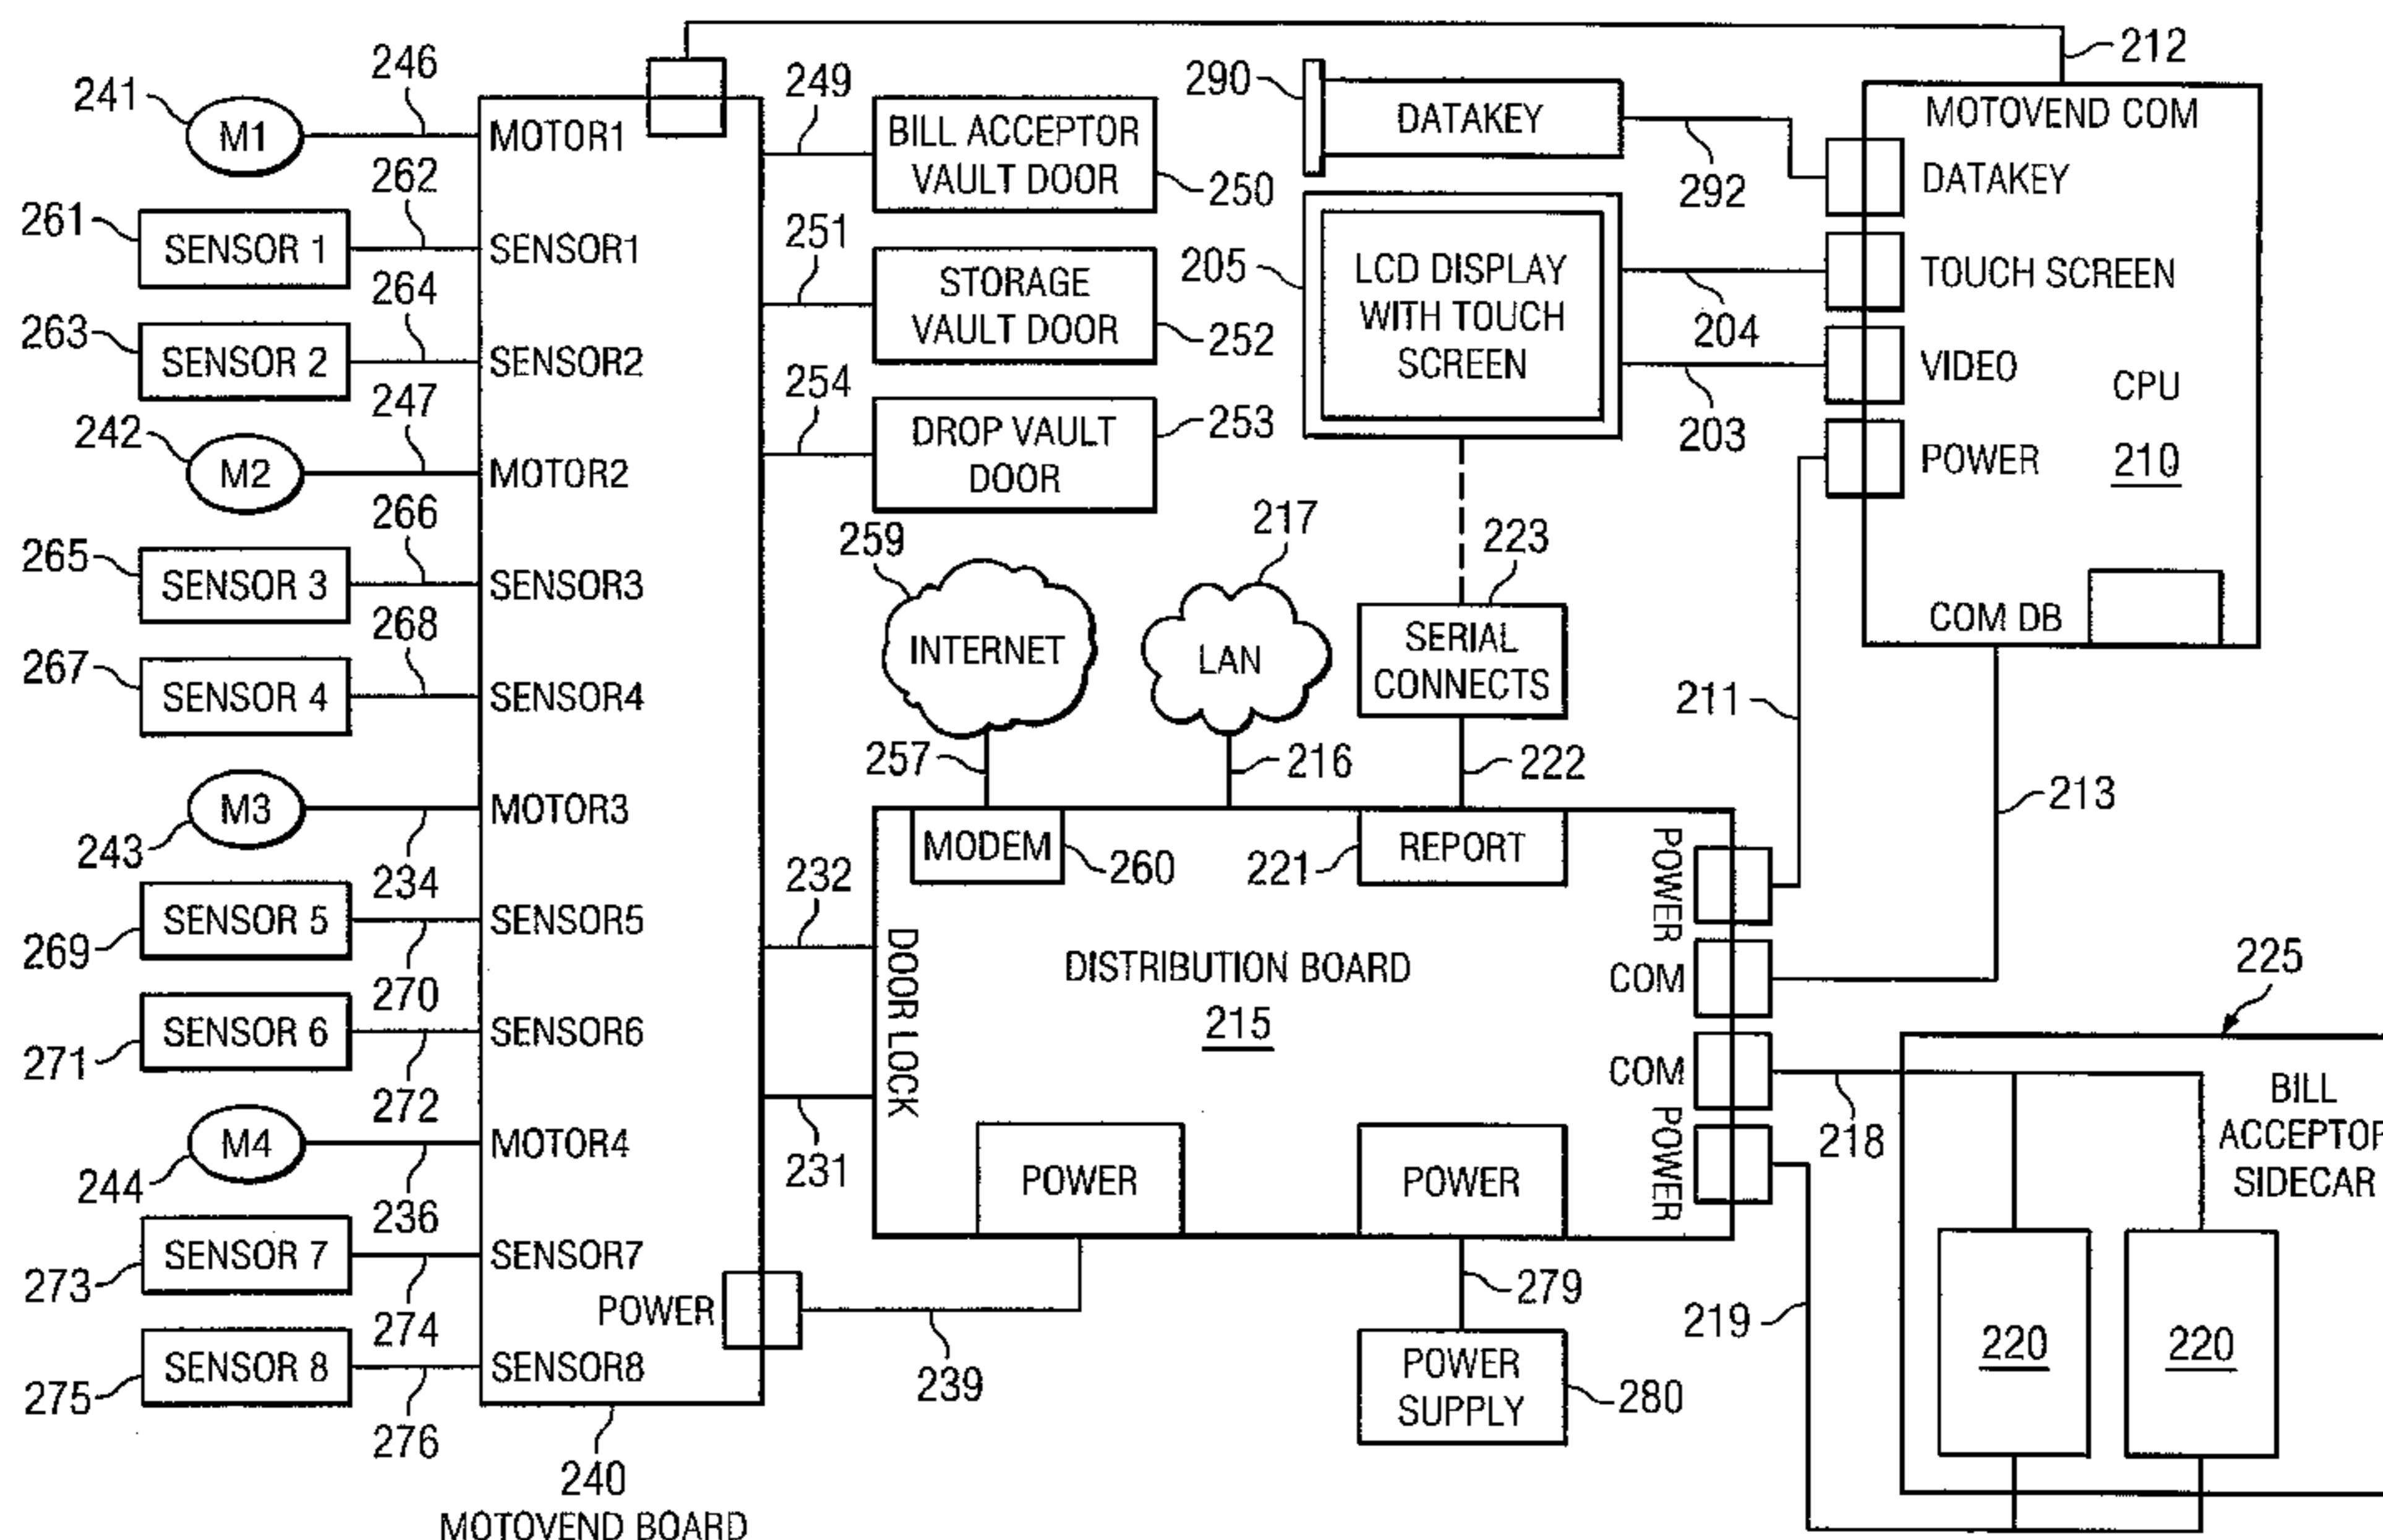 241
M1
246
MOTOR1
261
SENSOR 1
262
SENSOR1
263
SENSOR 2
264
SENSOR2
242
M2
247
MOTOR2
265
SENSOR 3
266
SENSOR3
267
SENSOR 4
268
SENSOR4
243
M3
234
MOTOR3
269
SENSOR 5
270
SENSOR5
271
SENSOR 6
272
SENSOR6
244
M4
236
MOTOR4
273
SENSOR 7
274
SENSOR7
275
SENSOR 8
276
SENSOR8
POWER
240
MOTOVEND BOARD
249
BILL ACCEPTOR
VAULT DOOR
250
251
STORAGE
VAULT DOOR
252
254
DROP VAULT
DOOR
253
290
DATAKEY
292
205
LCD DISPLAY
WITH TOUCH
SCREEN
204
203
212
MOTOVEND COM
DATAKEY
TOUCH SCREEN
VIDEO
POWER
CPU
210
COM DB
211
213
259
INTERNET
257
217
LAN
216
223
SERIAL
CONNECTS
222
MODEM
260
221
REPORT
232
231
DOOR LOCK
DISTRIBUTION BOARD
215
POWER
COM
COM
POWER
POWER
POWER
239
279
POWER
SUPPLY
280
218
219
225
BILL
ACCEPTOR
SIDECAR
220
220